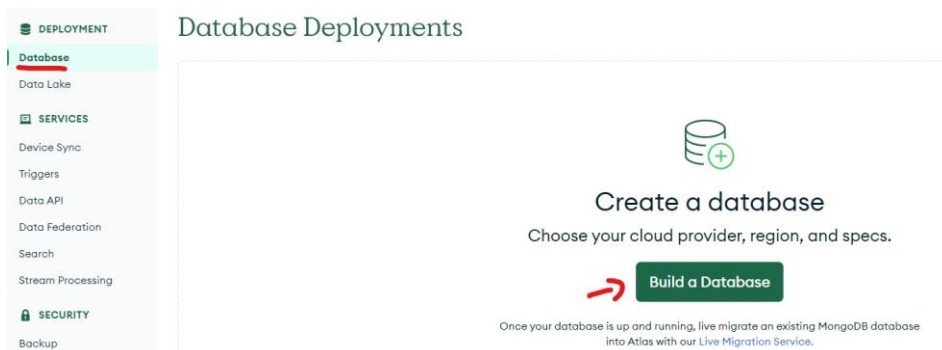 DEPLOYMENT
Database
Data Lake
SERVICES
Device Sync
Triggers
Data API
Data Federation
Search
Stream Processing
SECURITY
Backup
Database Deployments
Create a database
Choose your cloud provider, region, and specs.
Build a Database
Once your database is up and running, live migrate an existing MongoDB database
into Atlas with our Live Migration Service.